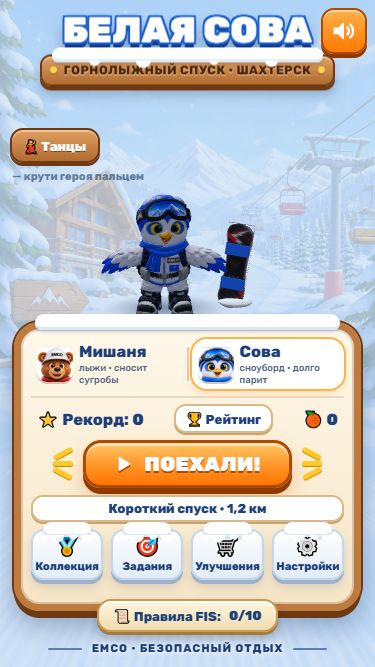 БЕЛАЯ СОВА
ГОРНОЛЫЖНЫЙ СПУСК · ШАХТЕРСК
Танцы
— крути героя пальцем
EMCO
Мишаня
лыжи · сносит
сугробы
Сова
сноуборд · долго
парит
Рекорд: 0
Рейтинг
0
ПОЕХАЛИ!
Короткий спуск · 1,2 км
Коллекция
Задания
Улучшения
Настройки
Правила FIS: 0/10
ЕМСО · БЕЗОПАСНЫЙ ОТДЫХ